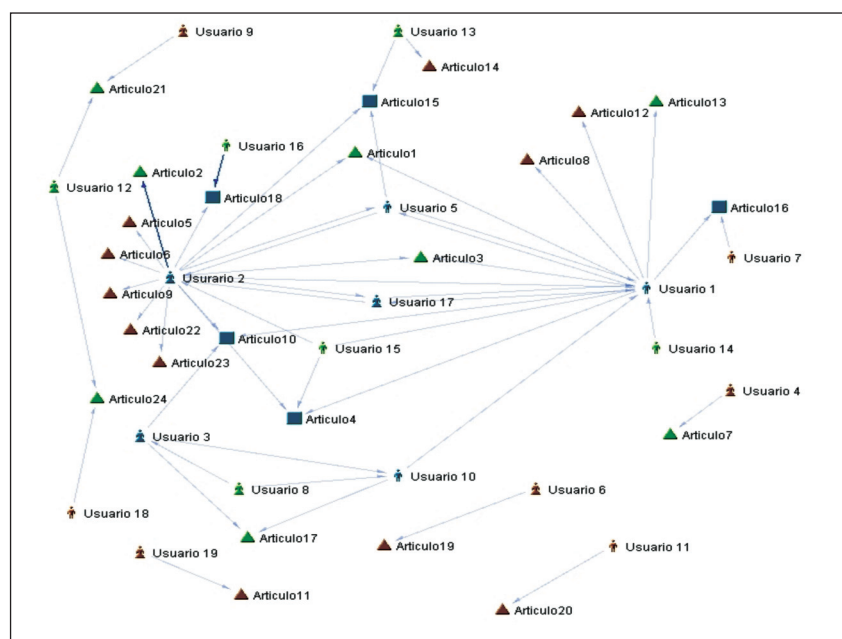 Usuario 9
Usuario 13
Articulo14
Articulo21
Articulo15
Articulo12
Articulo13
Usuario 16
Articulo1
Articulo8
Articulo2
Usuario 12
Articulo18
Usuario 5
Articulo16
Articulo5
Articulo6
Articulo3
Usuario 7
Usurario 2
Usuario 1
Articulo9
Usuario 17
Articulo22
Articulo10
Usuario 15
Usuario 14
Articulo23
Usuario 4
Articulo24
Articulo4
Articulo7
Usuario 3
Usuario 10
Usuario 8
Usuario 6
Usuario 18
Articulo17
Articulo19
Usuario 11
Usuario 19
Articulo11
Articulo20